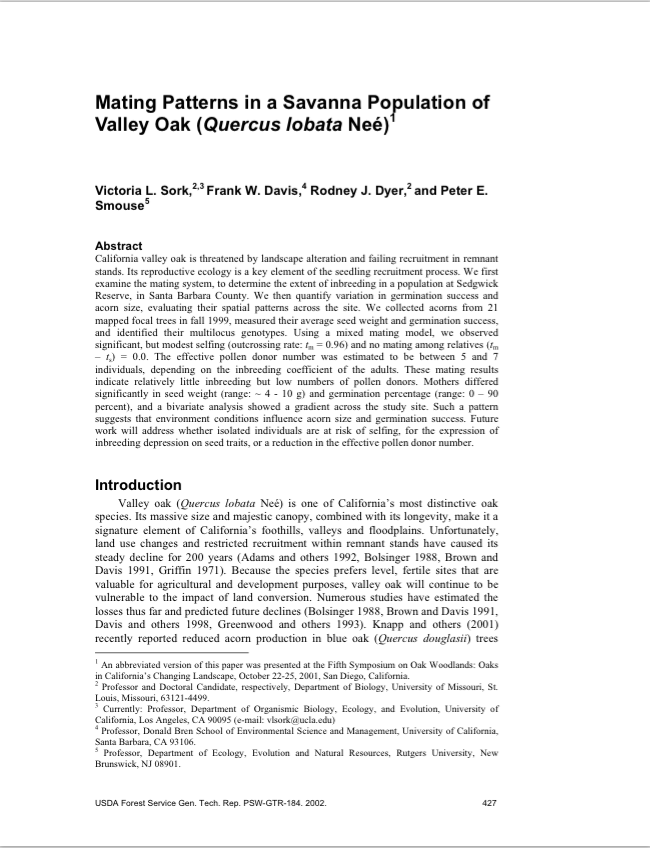 Mating Patterns in a Savanna Population of
Valley Oak (Quercus lobata Neé)1
Victoria L. Sork,2,3 Frank W. Davis,4 Rodney J. Dyer,2 and Peter E.
Smouse5
Abstract
California valley oak is threatened by landscape alteration and failing recruitment in remnant
stands. Its reproductive ecology is a key element of the seedling recruitment process. We first
examine the mating system, to determine the extent of inbreeding in a population at Sedgwick
Reserve, in Santa Barbara County. We then quantify variation in germination success and
acorn size, evaluating their spatial patterns across the site. We collected acorns from 21
mapped focal trees in fall 1999, measured their average seed weight and germination success,
and identified their multilocus genotypes. Using a mixed mating model, we observed
significant, but modest selfing (outcrossing rate: tm = 0.96) and no mating among relatives (tm
– ts) = 0.0. The effective pollen donor number was estimated to be between 5 and 7
individuals, depending on the inbreeding coefficient of the adults. These mating results
indicate relatively little inbreeding but low numbers of pollen donors. Mothers differed
significantly in seed weight (range: ~ 4 - 10 g) and germination percentage (range: 0 – 90
percent), and a bivariate analysis showed a gradient across the study site. Such a pattern
suggests that environment conditions influence acorn size and germination success. Future
work will address whether isolated individuals are at risk of selfing, for the expression of
inbreeding depression on seed traits, or a reduction in the effective pollen donor number.
Introduction
Valley oak (Quercus lobata Neé) is one of California's most distinctive oak
species. Its massive size and majestic canopy, combined with its longevity, make it a
signature element of California's foothills, valleys and floodplains. Unfortunately,
land use changes and restricted recruitment within remnant stands have caused its
steady decline for 200 years (Adams and others 1992, Bolsinger 1988, Brown and
Davis 1991, Griffin 1971). Because the species prefers level, fertile sites that are
valuable for agricultural and development purposes, valley oak will continue to be
vulnerable to the impact of land conversion. Numerous studies have estimated the
losses thus far and predicted future declines (Bolsinger 1988, Brown and Davis 1991,
Davis and others 1998, Greenwood and others 1993). Knapp and others (2001)
recently reported reduced acorn production in blue oak (Quercus douglasii) trees
1 An abbreviated version of this paper was presented at the Fifth Symposium on Oak Woodlands: Oaks
in California's Changing Landscape, October 22-25, 2001, San Diego, California.
2 Professor and Doctoral Candidate, respectively, Department of Biology, University of Missouri, St.
Louis, Missouri, 63121-4499.
3 Currently: Professor, Department of Organismic Biology, Ecology, and Evolution, University of
California, Los Angeles, CA 90095 (e-mail: vlsork@ucla.edu)
4 Professor, Donald Bren School of Environmental Science and Management, University of California,
Santa Barbara, CA 93106.
5 Professor, Department of Ecology, Evolution and Natural Resources, Rutgers University, New
Brunswick, NJ 08901.
USDA Forest Service Gen. Tech. Rep. PSW-GTR-184. 2002.
427